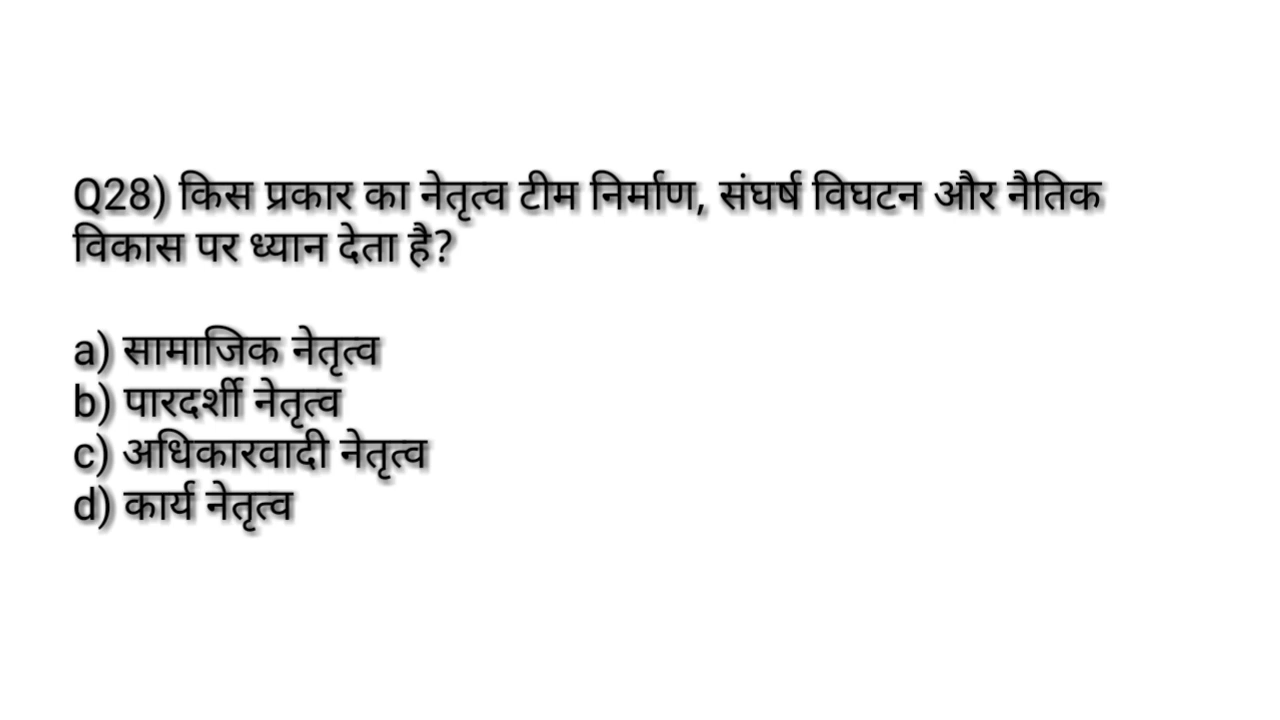 Q28) किस प्रकार का नेतृत्व टीम निर्माण, संघर्ष विघटन और नैतिक
विकास पर ध्यान देता है?
a) सामाजिक नेतृत्व
b) पारदर्शी नेतृत्व
c) अधिकारवादी नेतृत्व
d) कार्य नेतृत्व